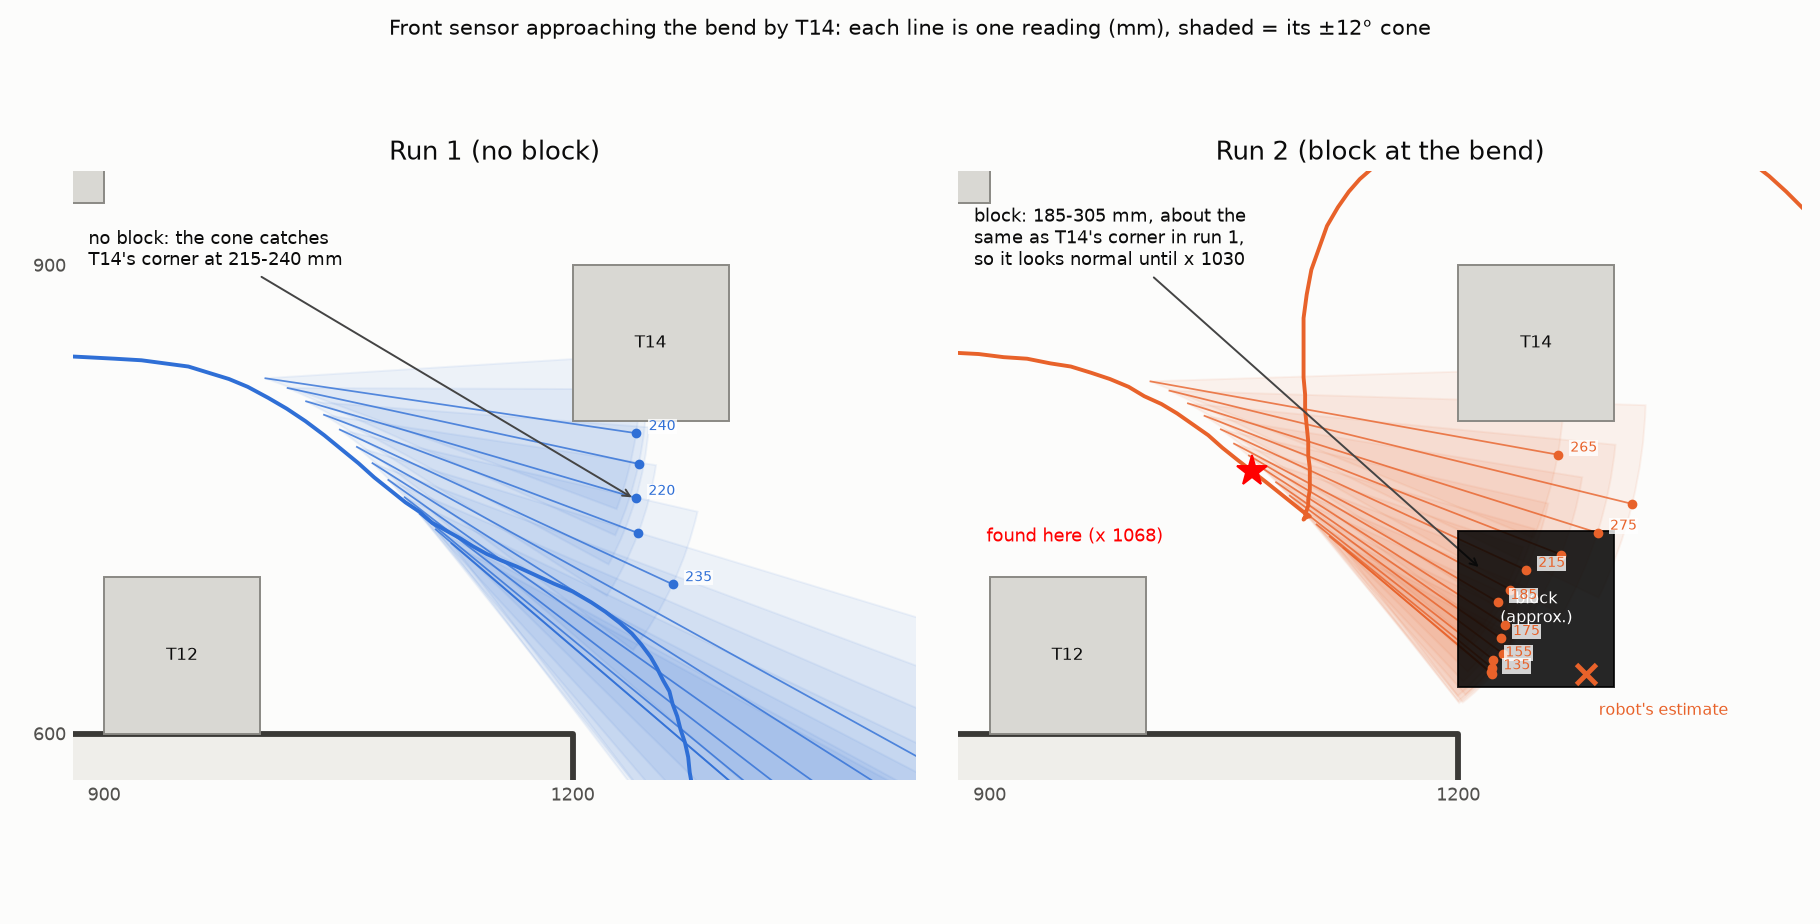 Front sensor approaching the bend by T14: each line is one reading (mm), shaded = its ±12° cone
Run 1 (no block)
no block: the cone catches
T14's corner at 215-240 mm
900
T14
240
220
235
T12
600
900
1200
Run 2 (block at the bend)
block: 185-305 mm, about the
same as T14's corner in run 1,
so it looks normal until x 1030
T14
265
275
found here (x 1068)
215
185
(approx.)
175
155
135
T12
robot's estimate
900
1200